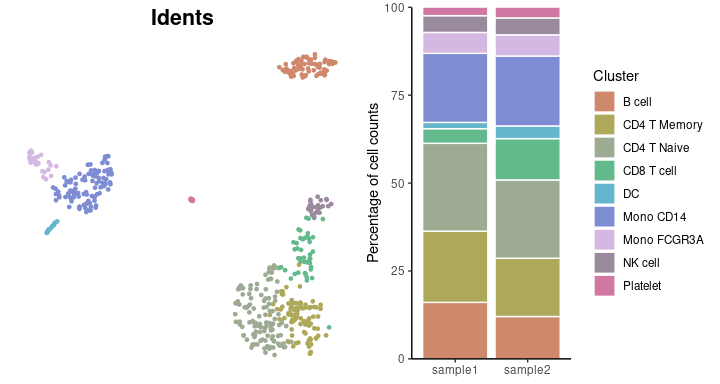 Idents
Percentage of cell counts
100
75
50
25
0
sample1
sample2
Cluster
B cell
CD4 T Memory
CD4 T Naive
CD8 T cell
DC
Mono CD14
Mono FCGR3A
NK cell
Platelet